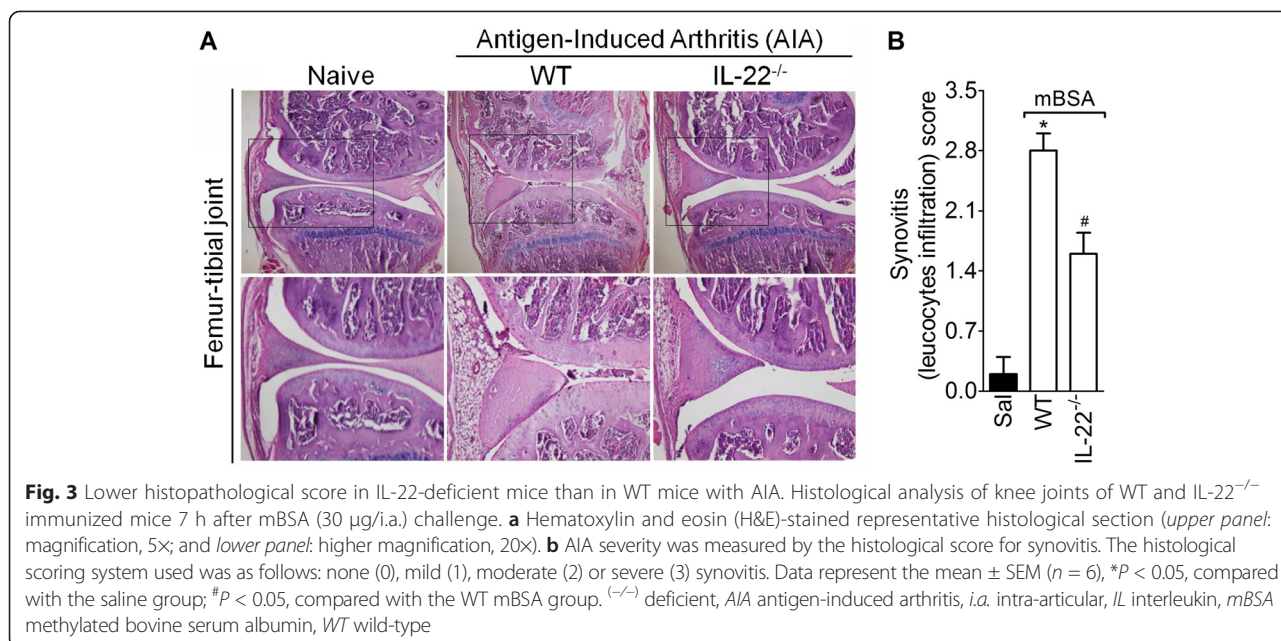 A
Antigen-Induced Arthritis (AIA)
Naive
WT
IL-22-/-
Femur-tibial joint
B
mBSA
Synovitis
(leucocytes infiltration) score
3.5
2.8
2.1
1.4
0.7
0.0
*
#
Sal
WT
IL-22-/-
Fig. 3 Lower histopathological score in IL-22-deficient mice than in WT mice with AIA. Histological analysis of knee joints of WT and IL-22−/−
immunized mice 7 h after mBSA (30 μg/i.a.) challenge. a Hematoxylin and eosin (H&E)-stained representative histological section (upper panel:
magnification, 5×; and lower panel: higher magnification, 20×). b AIA severity was measured by the histological score for synovitis. The histological
scoring system used was as follows: none (0), mild (1), moderate (2) or severe (3) synovitis. Data represent the mean ± SEM (n = 6), *P < 0.05, compared
with the saline group; #P < 0.05, compared with the WT mBSA group. (−/−) deficient, AIA antigen-induced arthritis, i.a. intra-articular, IL interleukin, mBSA
methylated bovine serum albumin, WT wild-type